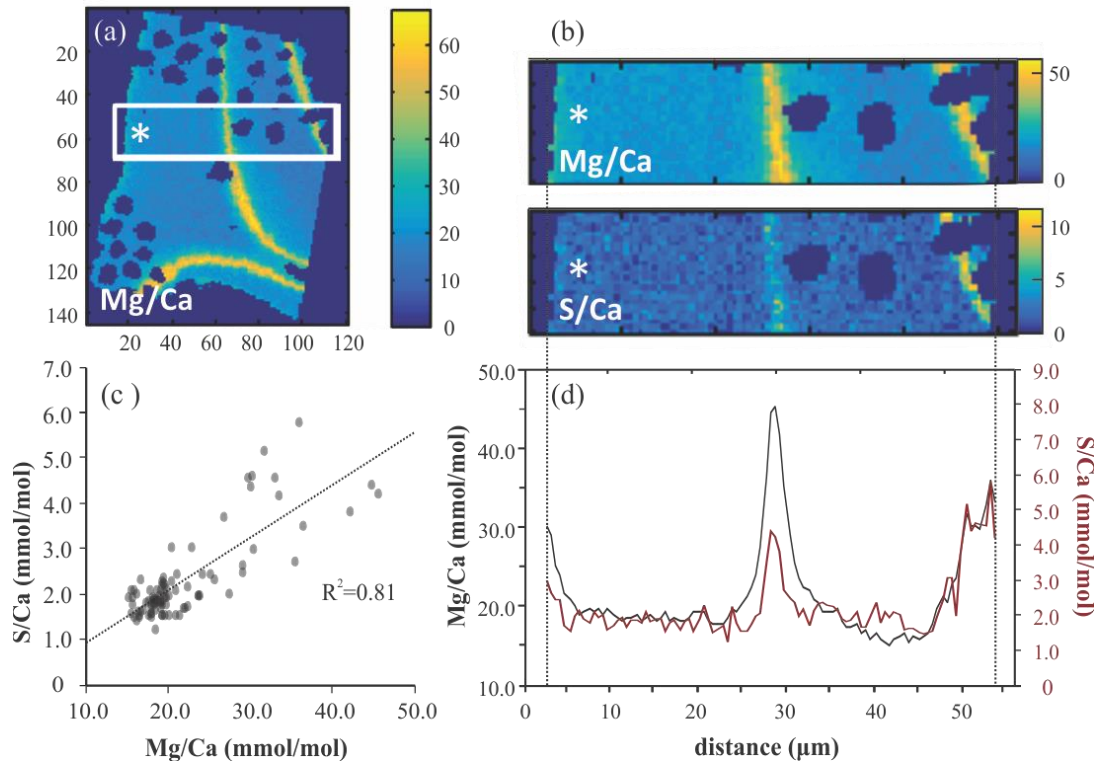 (a)
20
40
60
80
100
120
140
20 40 60 80 100 120
*
Mg/Ca
60
50
40
30
20
10
0
(b)
*
Mg/Ca
50
0
*
S/Ca
10
5
0
(c )
7.0
6.0
5.0
4.0
3.0
2.0
1.0
0
S/Ca (mmol/mol)
R²=0.81
10.0 20.0 30.0 40.0 50.0
Mg/Ca (mmol/mol)
(d)
50.0
40.0
30.0
20.0
10.0
Mg/Ca (mmol/mol)
9.0
8.0
7.0
6.0
5.0
4.0
3.0
2.0
1.0
0
S/Ca (mmol/mol)
0 10 20 30 40 50
distance (µm)